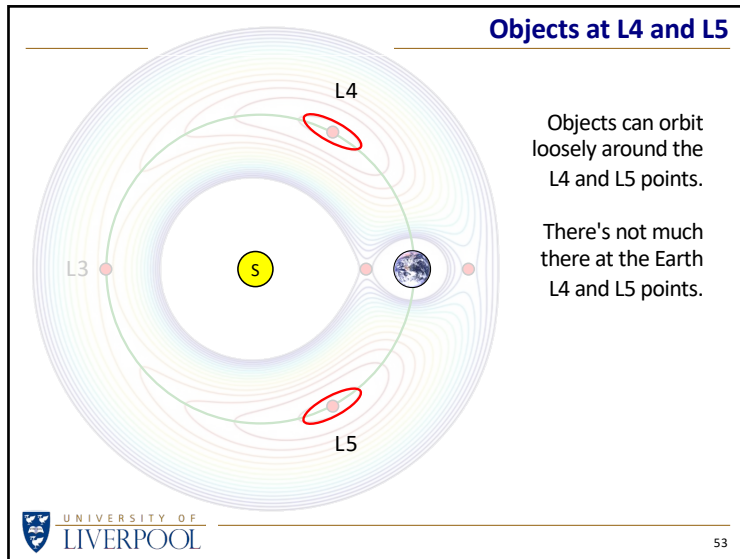 Objects at L4 and L5
L4
Objects can orbit
loosely around the
L4 and L5 points.
There's not much
there at the Earth
L4 and L5 points.
L3
S
L5
UNIVERSITY OF
LIVERPOOL
53